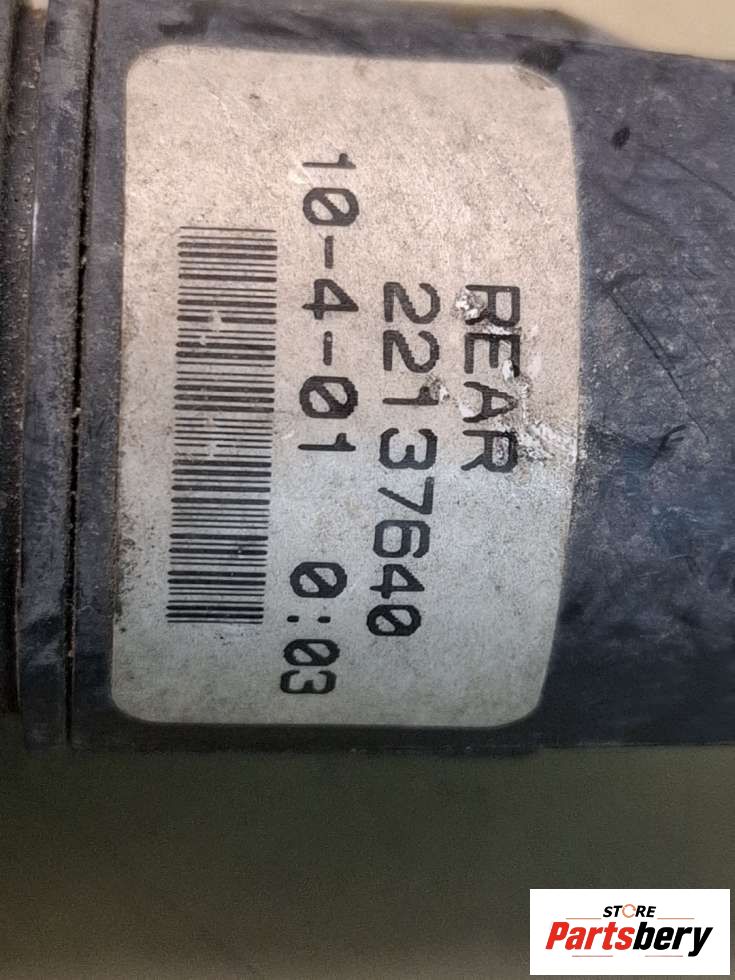 REAR
22137640
10-4-01 0:03
STORE
Partsbery